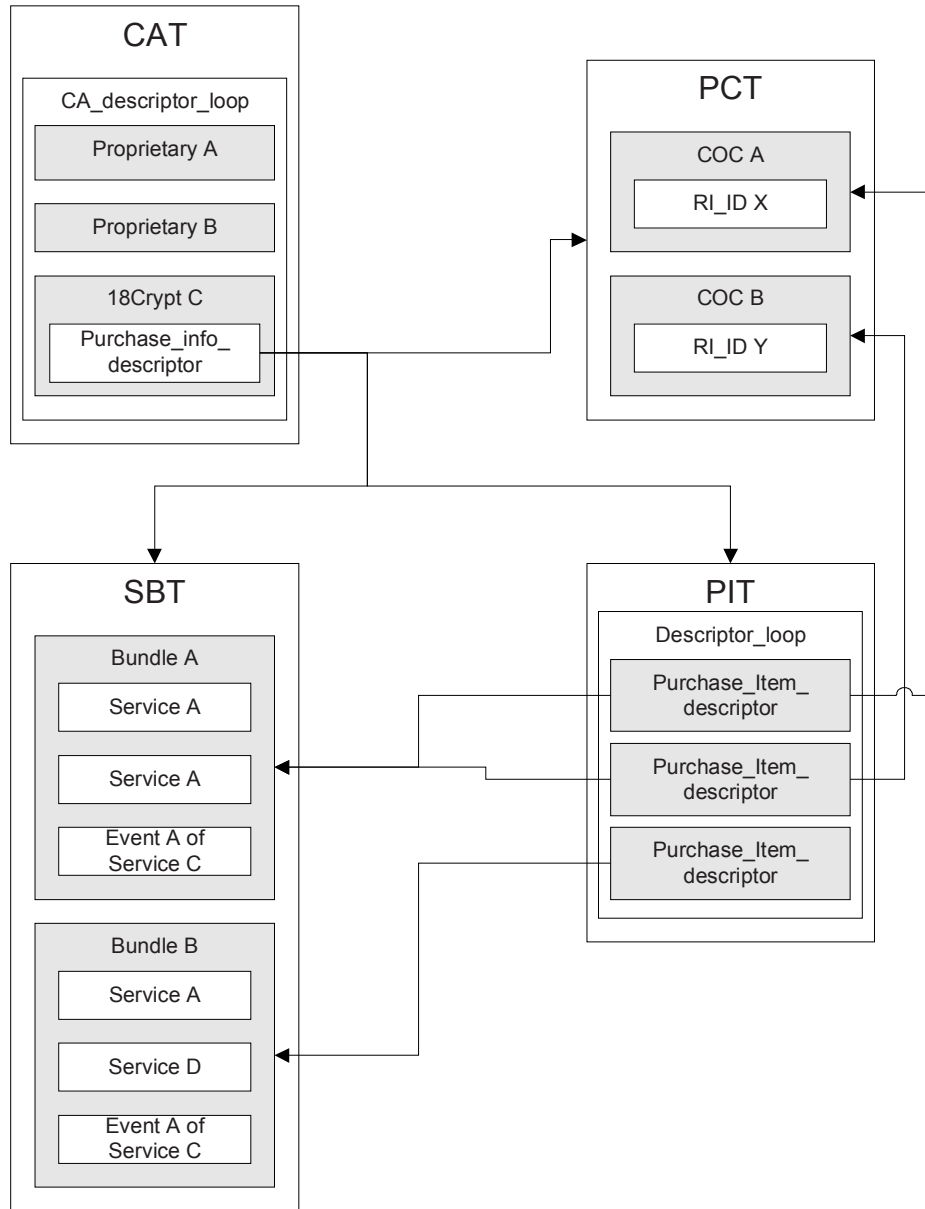 CAT
CA_descriptor_loop
Proprietary A
Proprietary B
18Crypt C
Purchase_info_
descriptor
PCT
COC A
RI_ID X
COC B
RI_ID Y
SBT
Bundle A
Service A
Service A
Event A of
Service C
Bundle B
Service A
Service D
Event A of
Service C
PIT
Descriptor_loop
Purchase_Item_
descriptor
Purchase_Item_
descriptor
Purchase_Item_
descriptor